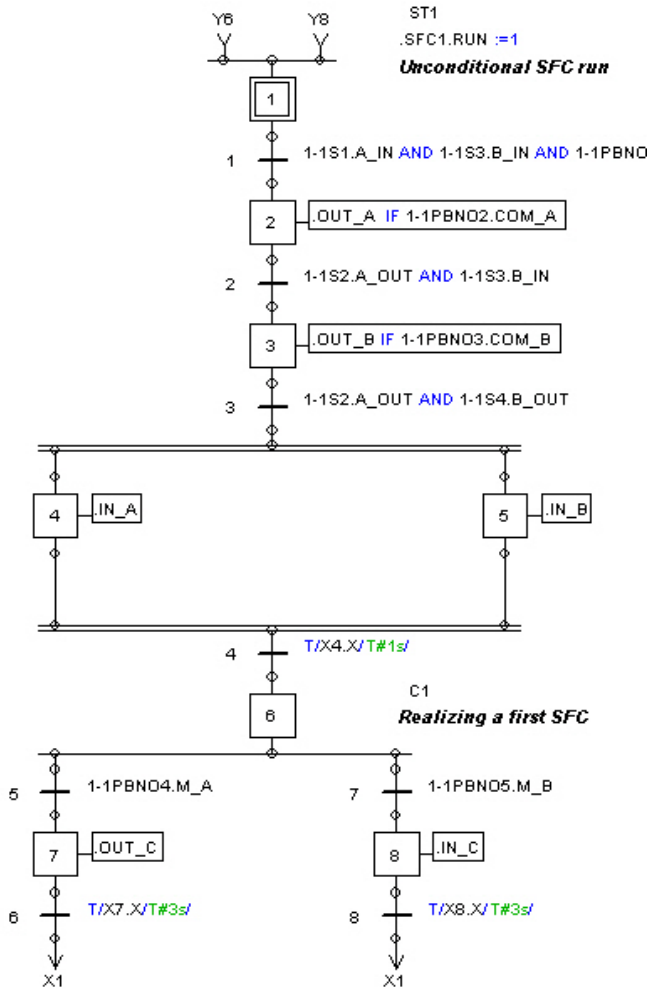 Y6 Y8 ST1
.SFC1.RUN :=1
Unconditional SFC run
1
1 1-1S1.A_IN AND 1-1S3.B_IN AND 1-1PBNO
2 .OUT_A IF 1-1PBNO2.COM_A
2 1-1S2.A_OUT AND 1-1S3.B_IN
3 .OUT_B IF 1-1PBNO3.COM_B
3 1-1S2.A_OUT AND 1-1S4.B_OUT
4 .IN_A 5 .IN_B
4 T/X4.X/T#1s/
6 C1
Realizing a first SFC
5 1-1PBNO4.M_A 7 1-1PBNO5.M_B
7 .OUT_C 8 .IN_C
6 T/X7.X/T#3s/ 8 T/X8.X/T#3s/
X1 X1